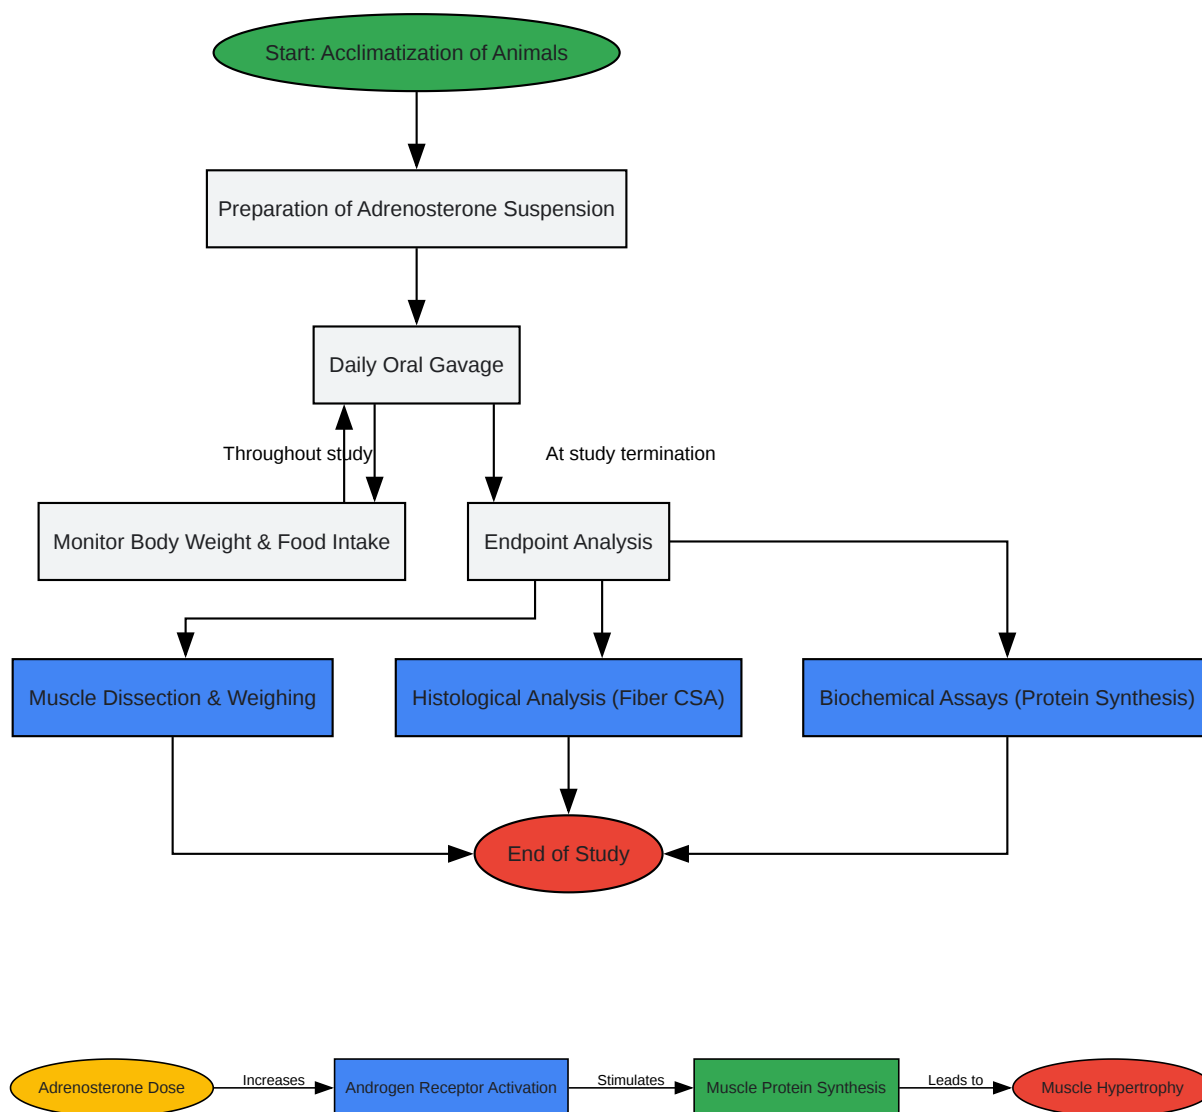 Start: Acclimatization of Animals
Preparation of Adrenosterone Suspension
Daily Oral Gavage
Throughout study
At study termination
Monitor Body Weight & Food Intake
Endpoint Analysis
Muscle Dissection & Weighing
Histological Analysis (Fiber CSA)
Biochemical Assays (Protein Synthesis)
End of Study
Adrenosterone Dose
Increases
Androgen Receptor Activation
Stimulates
Muscle Protein Synthesis
Leads to
Muscle Hypertrophy